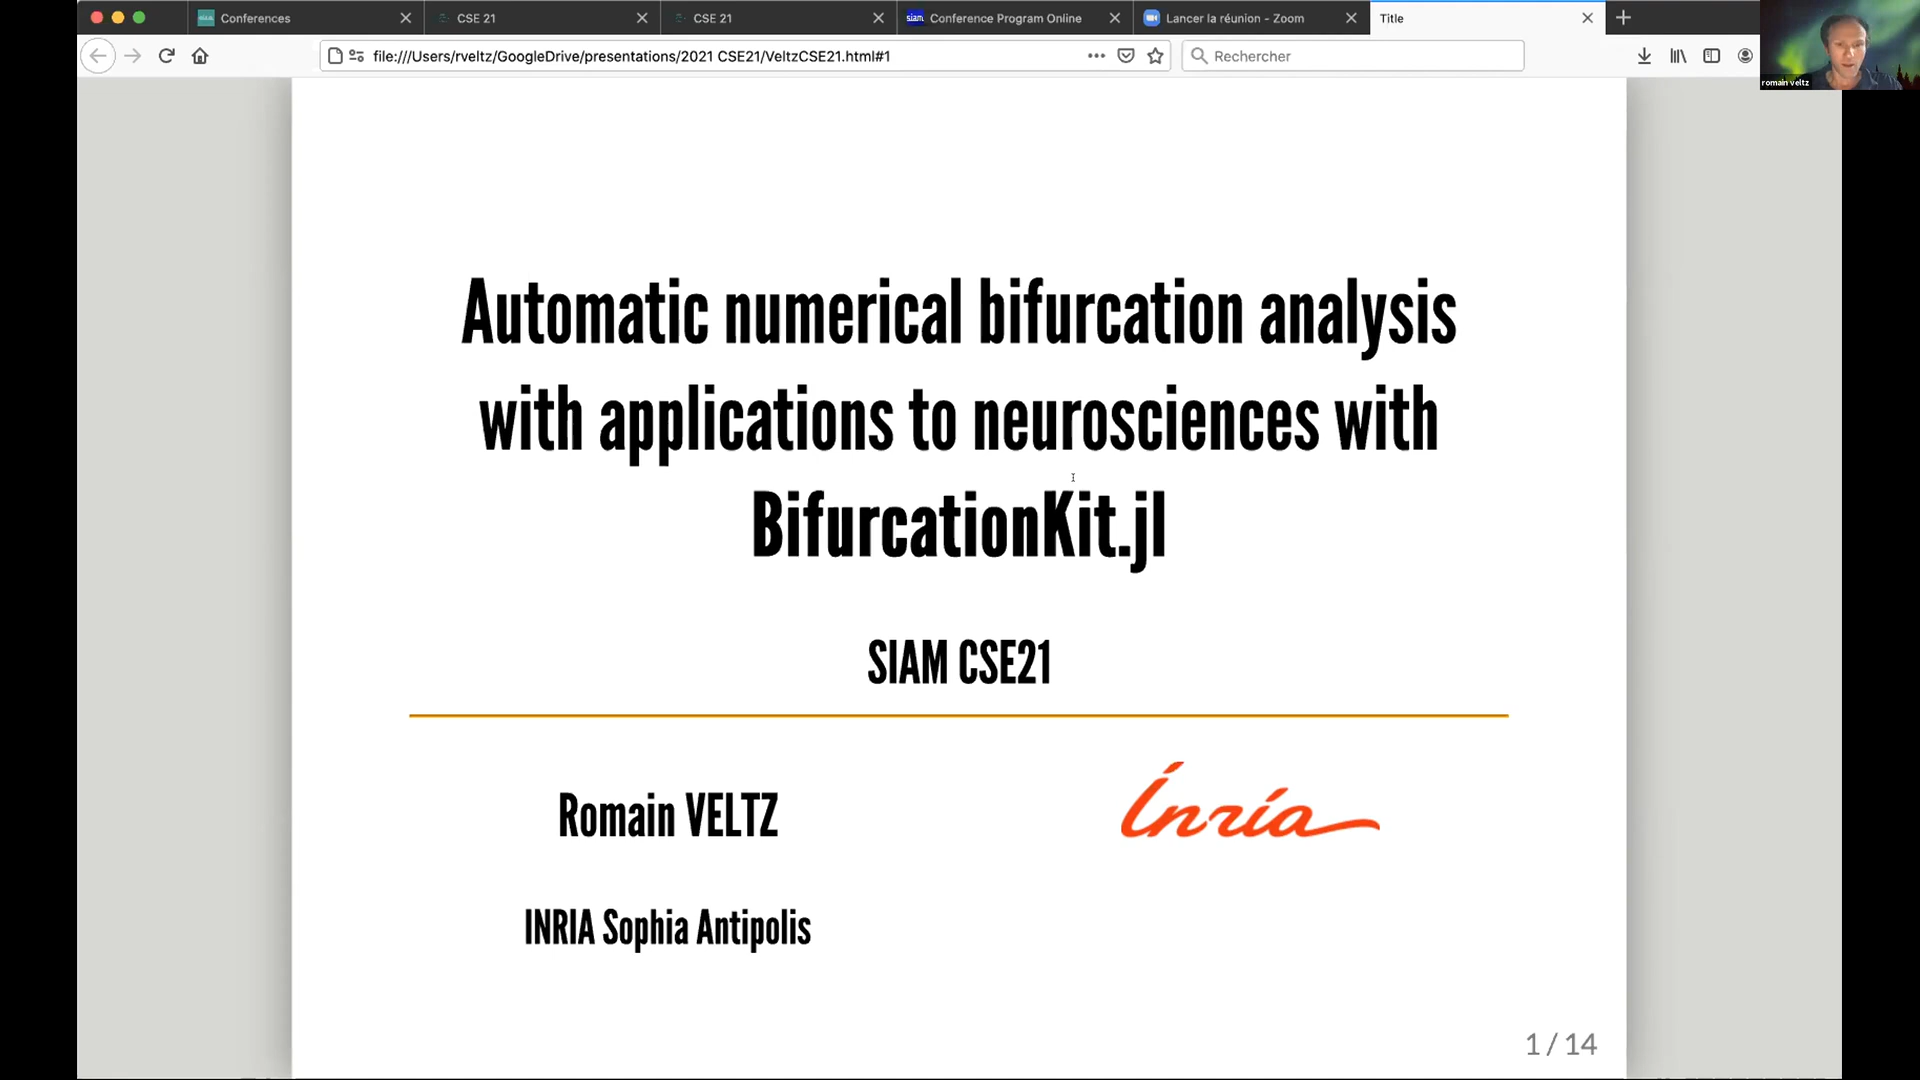 Conferences
CSE 21
CSE 21
siam Conference Program Online
Lancer la réunion - Zoom
Title
file:///Users/rveltz/GoogleDrive/presentations/2021 CSE21/VeltzCSE21.html#1
Rechercher
romain veltz
Automatic numerical bifurcation analysis
with applications to neurosciences with
BifurcationKit.jl
SIAM CSE21
Romain VELTZ
Inria
INRIA Sophia Antipolis
1 / 14